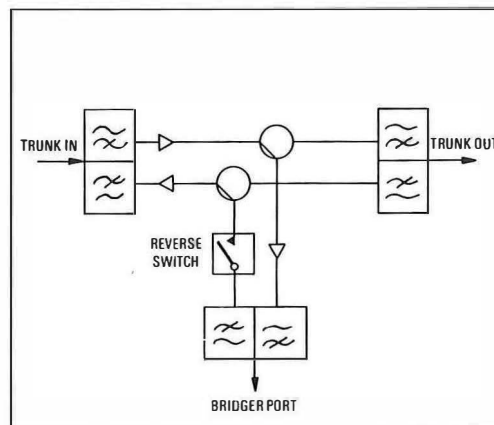 TRUNK IN
TRUNK OUT
REVERSE
SWITCH
BRIDGER PORT